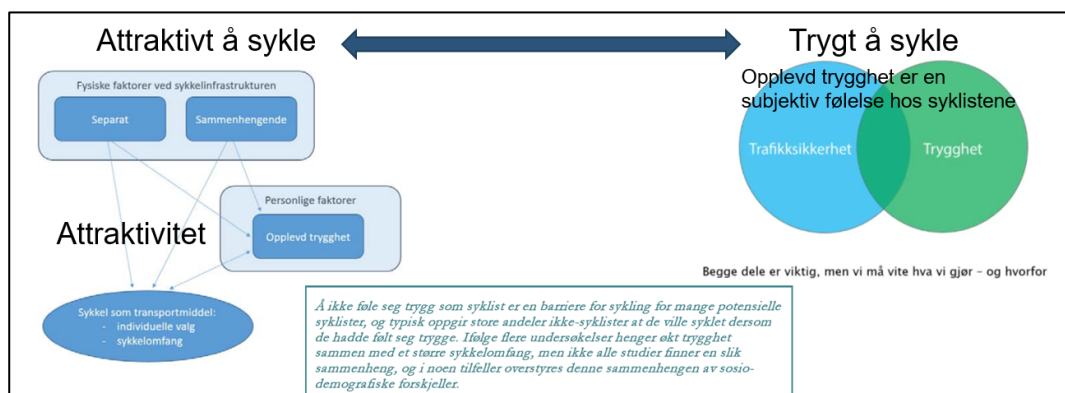 Attraktivt å sykle
Trygt å sykle
Fysiske faktorer ved sykkelinfrastrukturen
Separat
Sammenhengende
Personlige faktorer
Opplevd trygghet
Attraktivitet
Sykkel som transportmiddel:
- individuelle valg
- sykkelomfang
Opplevd trygghet er en
subjektiv følelse hos syklistene
Trafikksikkerhet
Trygghet
Begge dele er viktig, men vi må vite hva vi gjør – og hvorfor
Å ikke føle seg trygg som syklist er en barriere for sykling for mange potensielle
syklister, og typisk oppgir store andeler ikke-syklister at de ville syklet dersom
de hadde følt seg trygge. Ifølge flere undersøkelser henger økt trygghet
sammen med et større sykkelomfang, men ikke alle studier finner en slik
sammenheng, og i noen tilfeller overstyres denne sammenhengen av sosio-
demografiske forskjeller.